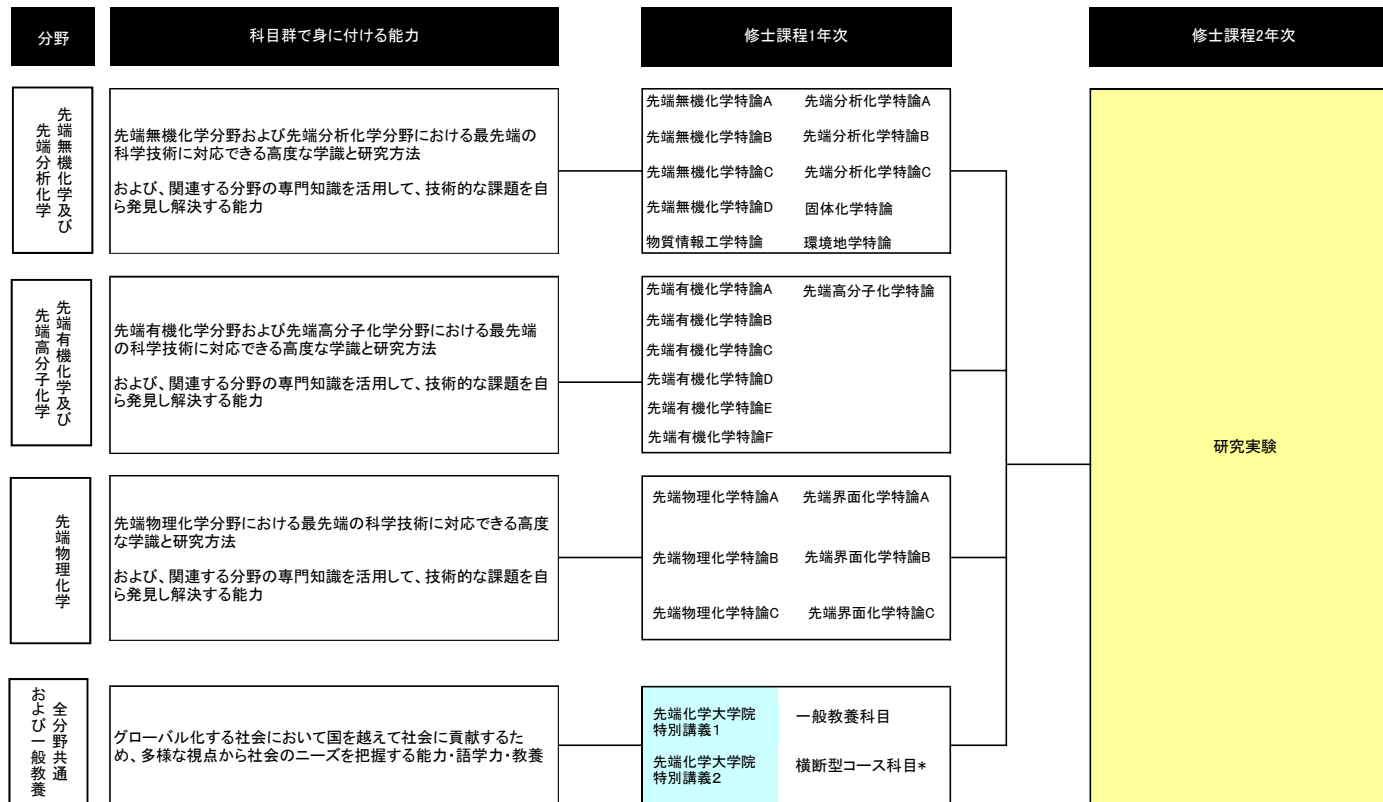 分野
科目群で身に付ける能力
修士課程1年次
修士課程2年次
先端無機化学及び
先端分析化学
先端無機化学分野および先端分析化学分野における最先端の
科学技術に対応できる高度な学識と研究方法
および、関連する分野の専門知識を活用して、技術的な課題を自
ら発見し解決する能力
先端無機化学特論A
先端分析化学特論A
先端無機化学特論B
先端分析化学特論B
先端無機化学特論C
先端分析化学特論C
先端無機化学特論D
固体化学特論
物質情報工学特論
環境地学特論
先端有機化学及び
先端高分子化学
先端有機化学分野および先端高分子化学分野における最先端
の科学技術に対応できる高度な学識と研究方法
および、関連する分野の専門知識を活用して、技術的な課題を自
ら発見し解決する能力
先端有機化学特論A
先端高分子化学特論
先端有機化学特論B
先端有機化学特論C
先端有機化学特論D
先端有機化学特論E
先端有機化学特論F
研究実験
先端物理化学
先端物理化学分野における最先端の科学技術に対応できる高度
な学識と研究方法
および、関連する分野の専門知識を活用して、技術的な課題を自
ら発見し解決する能力
先端物理化学特論A
先端界面化学特論A
先端物理化学特論B
先端界面化学特論B
先端物理化学特論C
先端界面化学特論C
全分野共通
および一般教養
グローバル化する社会において国を越えて社会に貢献するた
め、多様な視点から社会のニーズを把握する能力・語学力・教養
先端化学大学院
特別講義1
一般教養科目
先端化学大学院
特別講義2
横断型コース科目*